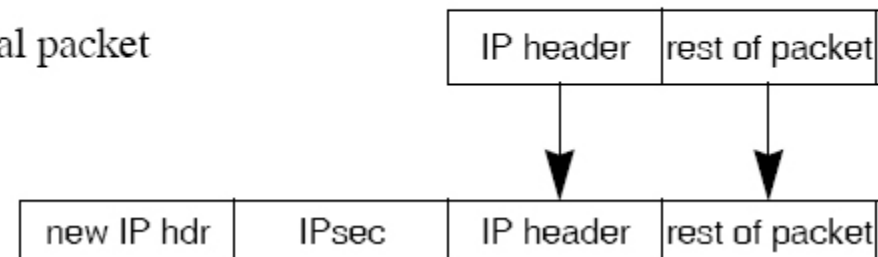 al packet
IP header rest of packet
new IP hdr IPsec IP header rest of packet